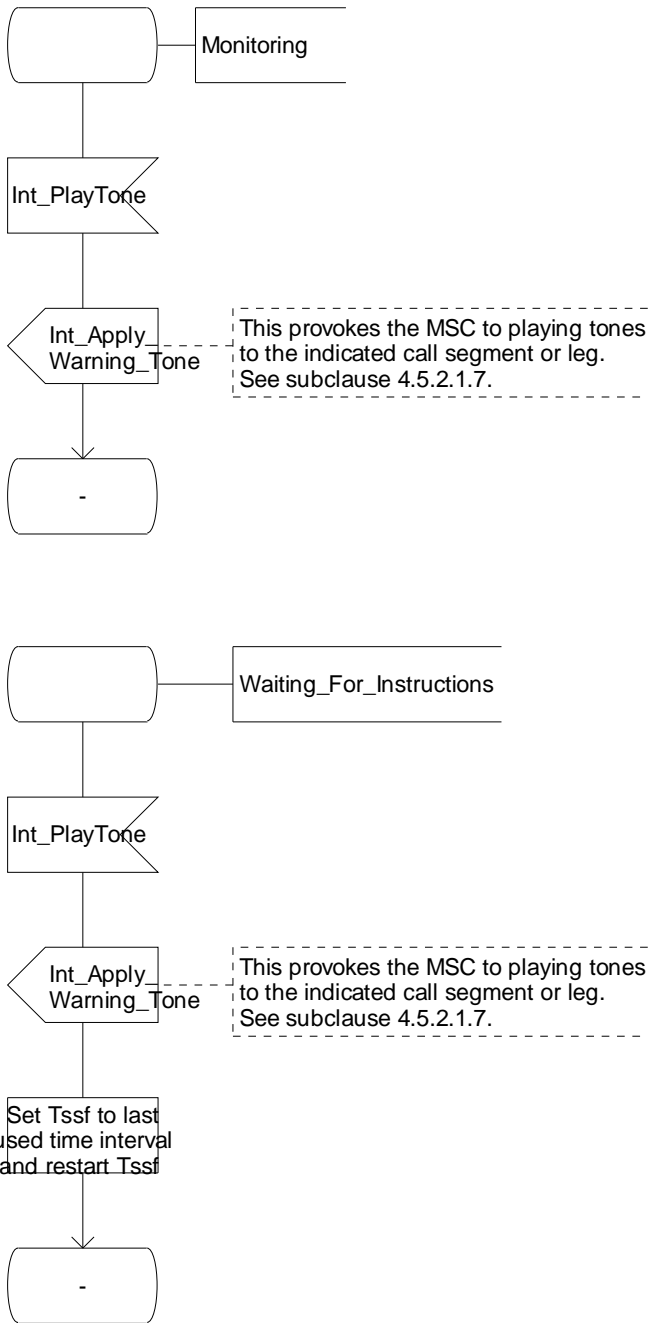 Monitoring
Int_PlayTone
Int_Apply_
Warning_Tone
This provokes the MSC to playing tones
to the indicated call segment or leg.
See subclause 4.5.2.1.7.
-
Waiting_For_Instructions
Int_PlayTone
Int_Apply_
Warning_Tone
This provokes the MSC to playing tones
to the indicated call segment or leg.
See subclause 4.5.2.1.7.
Set Tssf to last
used time interval
and restart Tssf
-